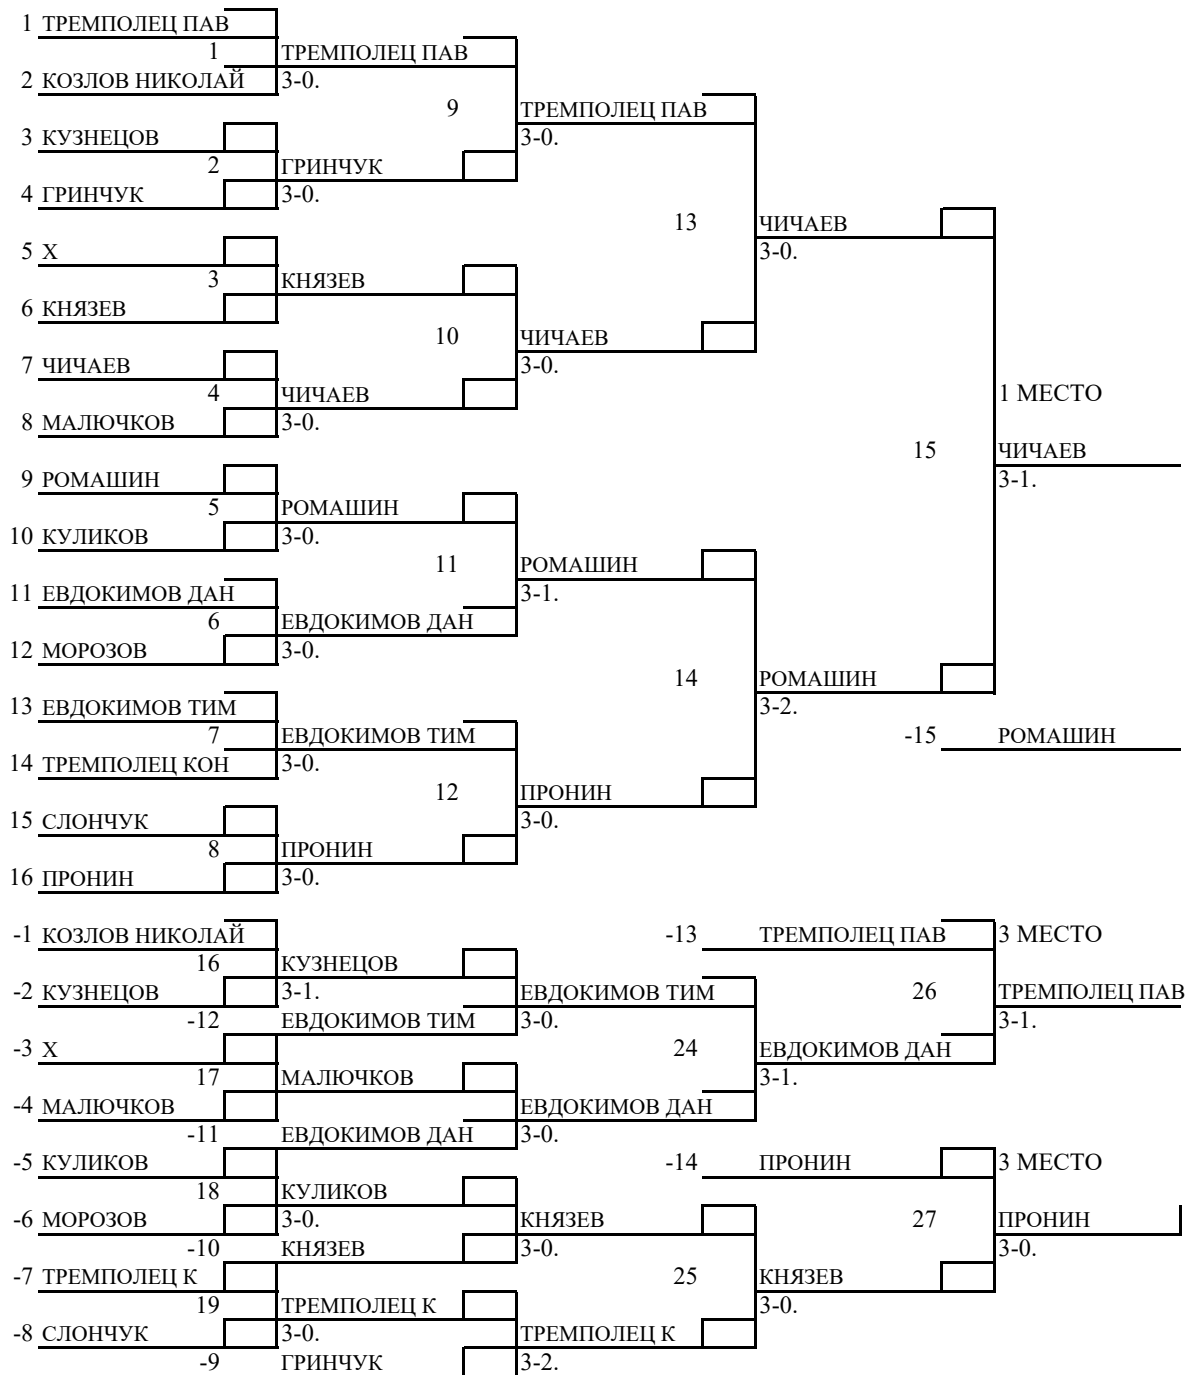 1 ТРЕМПОЛЕЦ ПАВ
1 ТРЕМПОЛЕЦ ПАВ
2 КОЗЛОВ НИКОЛАЙ 3-0.
9 ТРЕМПОЛЕЦ ПАВ
3 КУЗНЕЦОВ 3-0.
2 ГРИНЧУК
4 ГРИНЧУК 3-0.
13 ЧИЧАЕВ
5 Х 3-0.
3 КНЯЗЕВ
6 КНЯЗЕВ
10 ЧИЧАЕВ
7 ЧИЧАЕВ 3-0.
4 ЧИЧАЕВ 1 МЕСТО
8 МАЛЮЧКОВ 3-0.
15 ЧИЧАЕВ
9 РОМАШИН 3-1.
5 РОМАШИН
10 КУЛИКОВ 3-0.
11 РОМАШИН
11 ЕВДОКИМОВ ДАН 3-1.
6 ЕВДОКИМОВ ДАН
12 МОРОЗОВ 3-0.
14 РОМАШИН
13 ЕВДОКИМОВ ТИМ 3-2.
7 ЕВДОКИМОВ ТИМ -15 РОМАШИН
14 ТРЕМПОЛЕЦ КОН 3-0.
12 ПРОНИН
15 СЛОНЧУК 3-0.
8 ПРОНИН
16 ПРОНИН 3-0.
-1 КОЗЛОВ НИКОЛАЙ -13 ТРЕМПОЛЕЦ ПАВ 3 МЕСТО
16 КУЗНЕЦОВ
-2 КУЗНЕЦОВ 3-1. ЕВДОКИМОВ ТИМ 26 ТРЕМПОЛЕЦ ПАВ
-12 ЕВДОКИМОВ ТИМ 3-0. 3-1.
-3 Х 24 ЕВДОКИМОВ ДАН
17 МАЛЮЧКОВ 3-1.
-4 МАЛЮЧКОВ ЕВДОКИМОВ ДАН
-11 ЕВДОКИМОВ ДАН 3-0.
-5 КУЛИКОВ -14 ПРОНИН 3 МЕСТО
18 КУЛИКОВ
-6 МОРОЗОВ 3-0. КНЯЗЕВ 27 ПРОНИН
-10 КНЯЗЕВ 3-0. 3-0.
-7 ТРЕМПОЛЕЦ К 25 КНЯЗЕВ
19 ТРЕМПОЛЕЦ К 3-0.
-8 СЛОНЧУК 3-0. ТРЕМПОЛЕЦ К
-9 ГРИНЧУК 3-2.